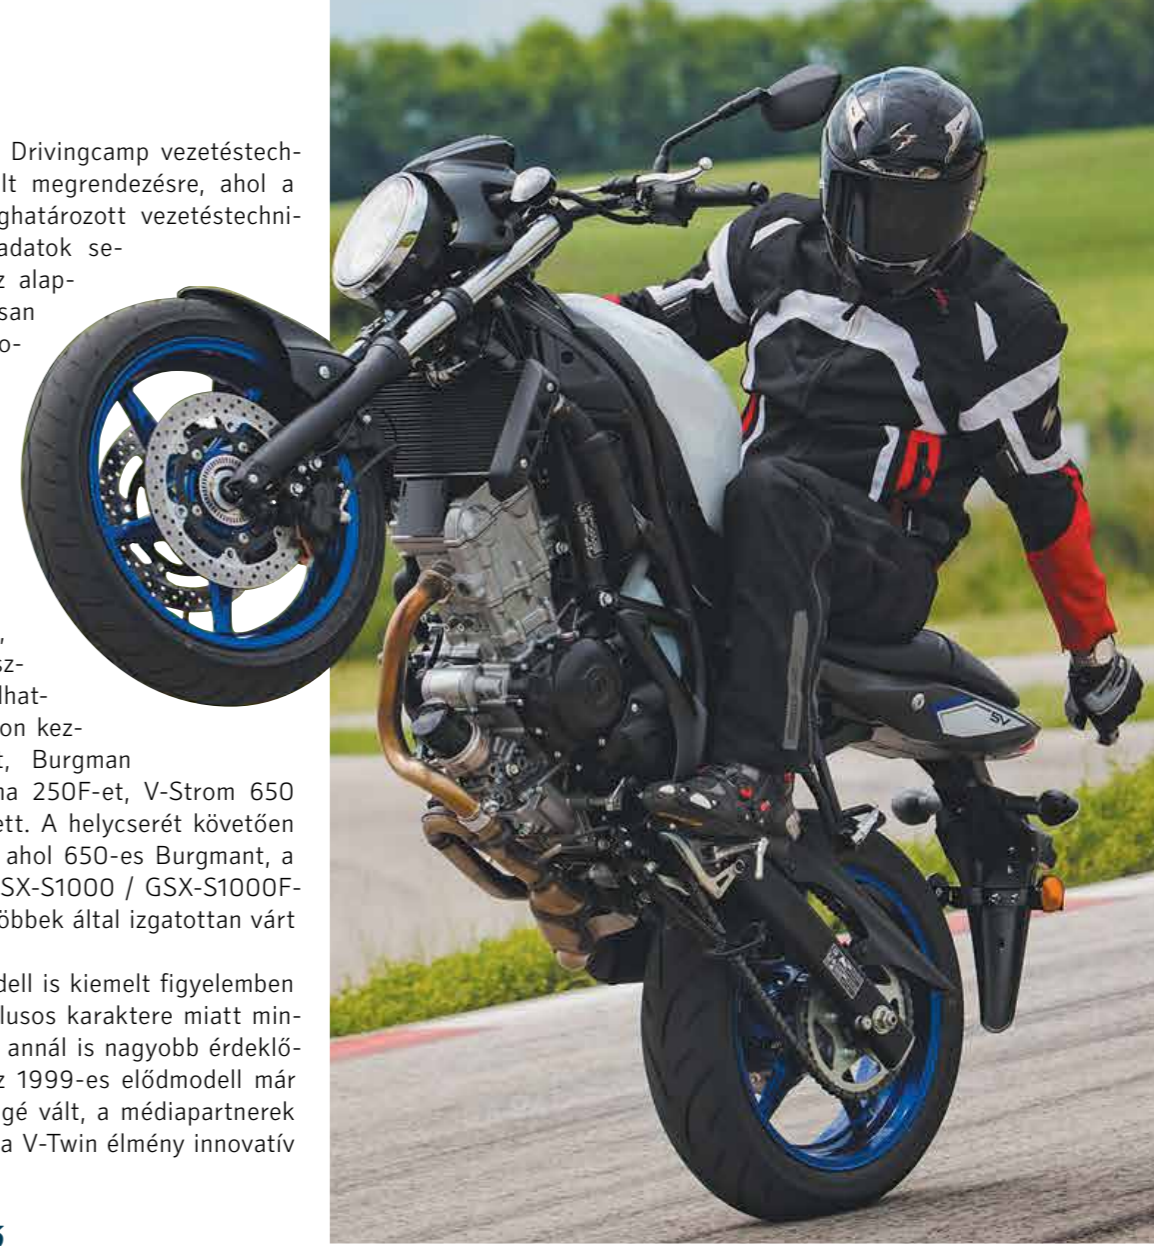 Drivingcamp vezetéstech-
lt megrendezésre, ahol a
ghatározott vezetéstechni-
adatok se-
z alap-
san
o-
,
sz-
lhat-
on kez-
t, Burgman
na 250F-et, V-Strom 650
ett. A helycserét követően
ahol 650-es Burgmant, a
SX-S1000 / GSX-S1000F-
öbbek által izgatottan várt
dell is kiemelt figyelemben
lusos karaktere miatt min-
annál is nagyobb érdeklő-
z 1999-es elődmodell már
gé vált, a médiapartnerek
a V-Twin élmény innovatív
SV